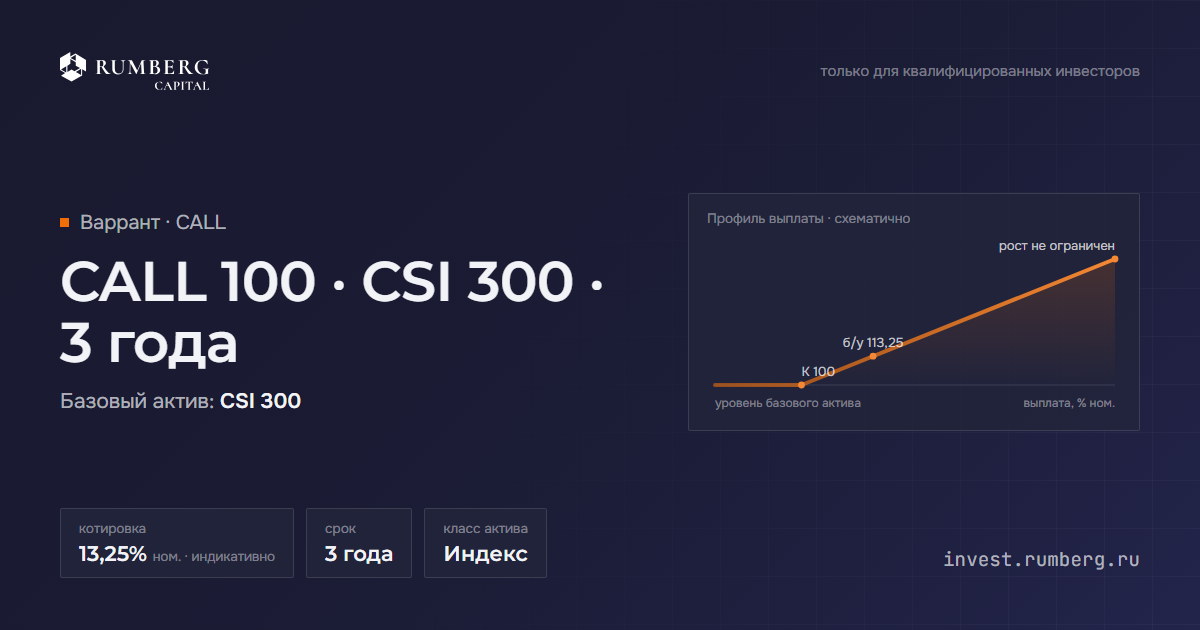 RUMBERG
CAPITAL
только для квалифицированных инвесторов
Варрант · CALL
CALL 100 · CSI 300 ·
3 года
Базовый актив: CSI 300
Профиль выплаты · схематично
рост не ограничен
б/у 113,25
K 100
уровень базового актива
выплата, % ном.
котировка
13,25% ном. · индикативно
срок
3 года
класс актива
Индекс
invest.rumberg.ru